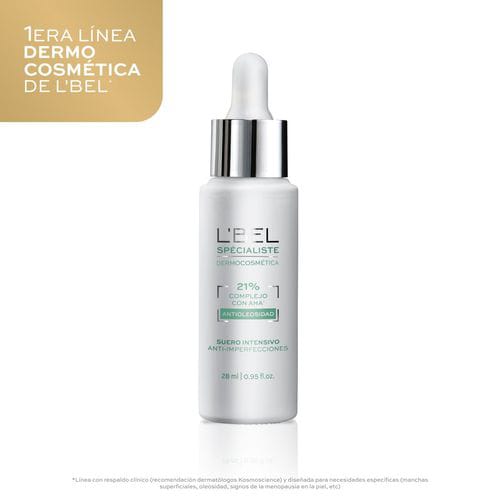 1ERA LÍNEA
DERMO
COSMÉTICA
DE L'BEL*
L'BEL
SPÉCIALISTE
DERMOCOSMÉTICA
21%
COMPLEJO
CON AHA*
ANTIOLEOSIDAD
SUERO INTENSIVO
ANTI-IMPERFECCIONES
28 ml | 0.95 fl.oz.
*Línea con respaldo clínico (recomendación dermatólogos Kosmoscience) y diseñada para necesidades específicas (manchas
superficiales, oleosidad, signos de la menopausia en la piel, etc)